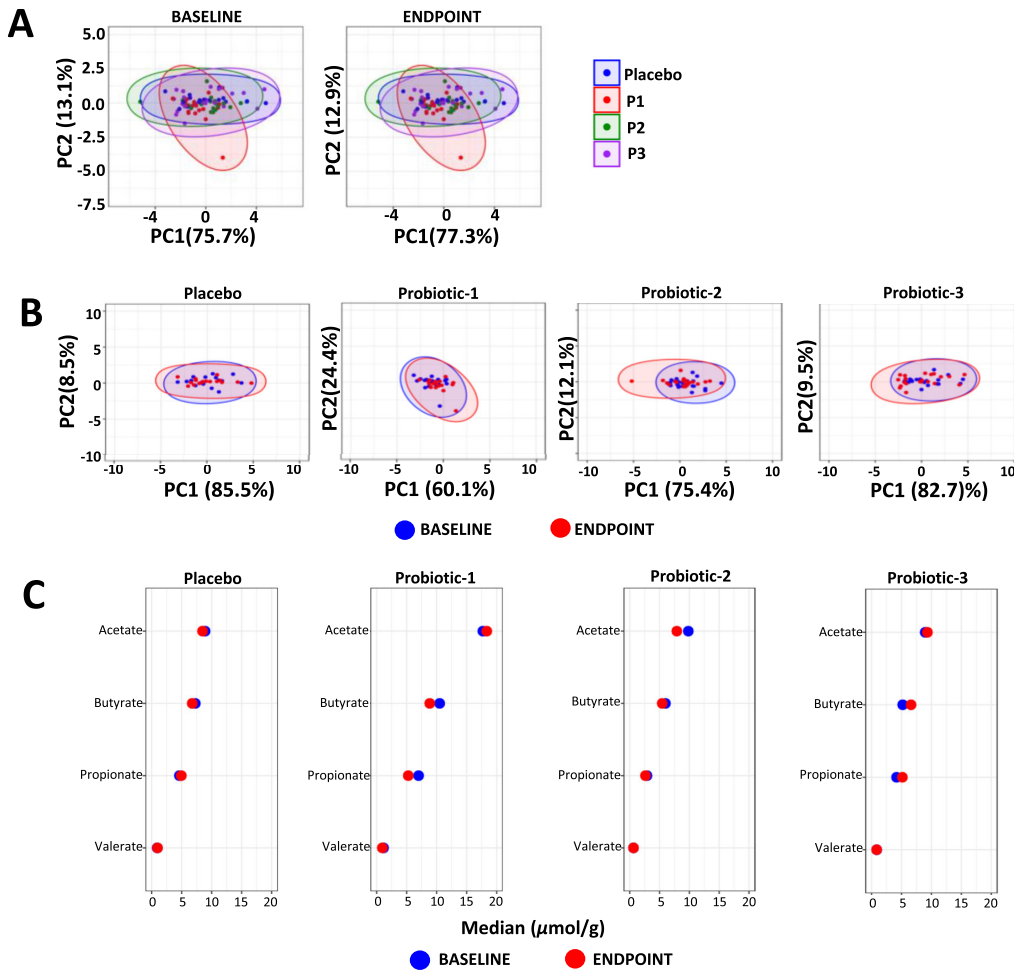 A
BASELINE
ENDPOINT
5.0
2.5
0.0
-2.5
-5.0
-7.5
PC2 (13.1%)
PC2 (12.9%)
-4 0 4
-4 0 4
PC1(75.7%)
PC1(77.3%)
Placebo
P1
P2
P3
B
Placebo
Probiotic-1
Probiotic-2
Probiotic-3
10
5
0
-5
-10
PC2(8.5%)
PC2(24.4%)
PC2(12.1%)
PC2(9.5%)
-10 -5 0 5 10
-10 -5 0 5 10
-10 -5 0 5 10
-10 -5 0 5 10
PC1 (85.5%)
PC1 (60.1%)
PC1 (75.4%)
PC1 (82.7)%)
BASELINE
ENDPOINT
C
Placebo
Probiotic-1
Probiotic-2
Probiotic-3
Acetate
Butyrate
Propionate
Valerate
Acetate
Butyrate
Propionate
Valerate
Acetate
Butyrate
Propionate
Valerate
Acetate
Butyrate
Propionate
Valerate
0 5 10 15 20
0 5 10 15 20
0 5 10 15 20
0 5 10 15 20
Median (µmol/g)
BASELINE
ENDPOINT